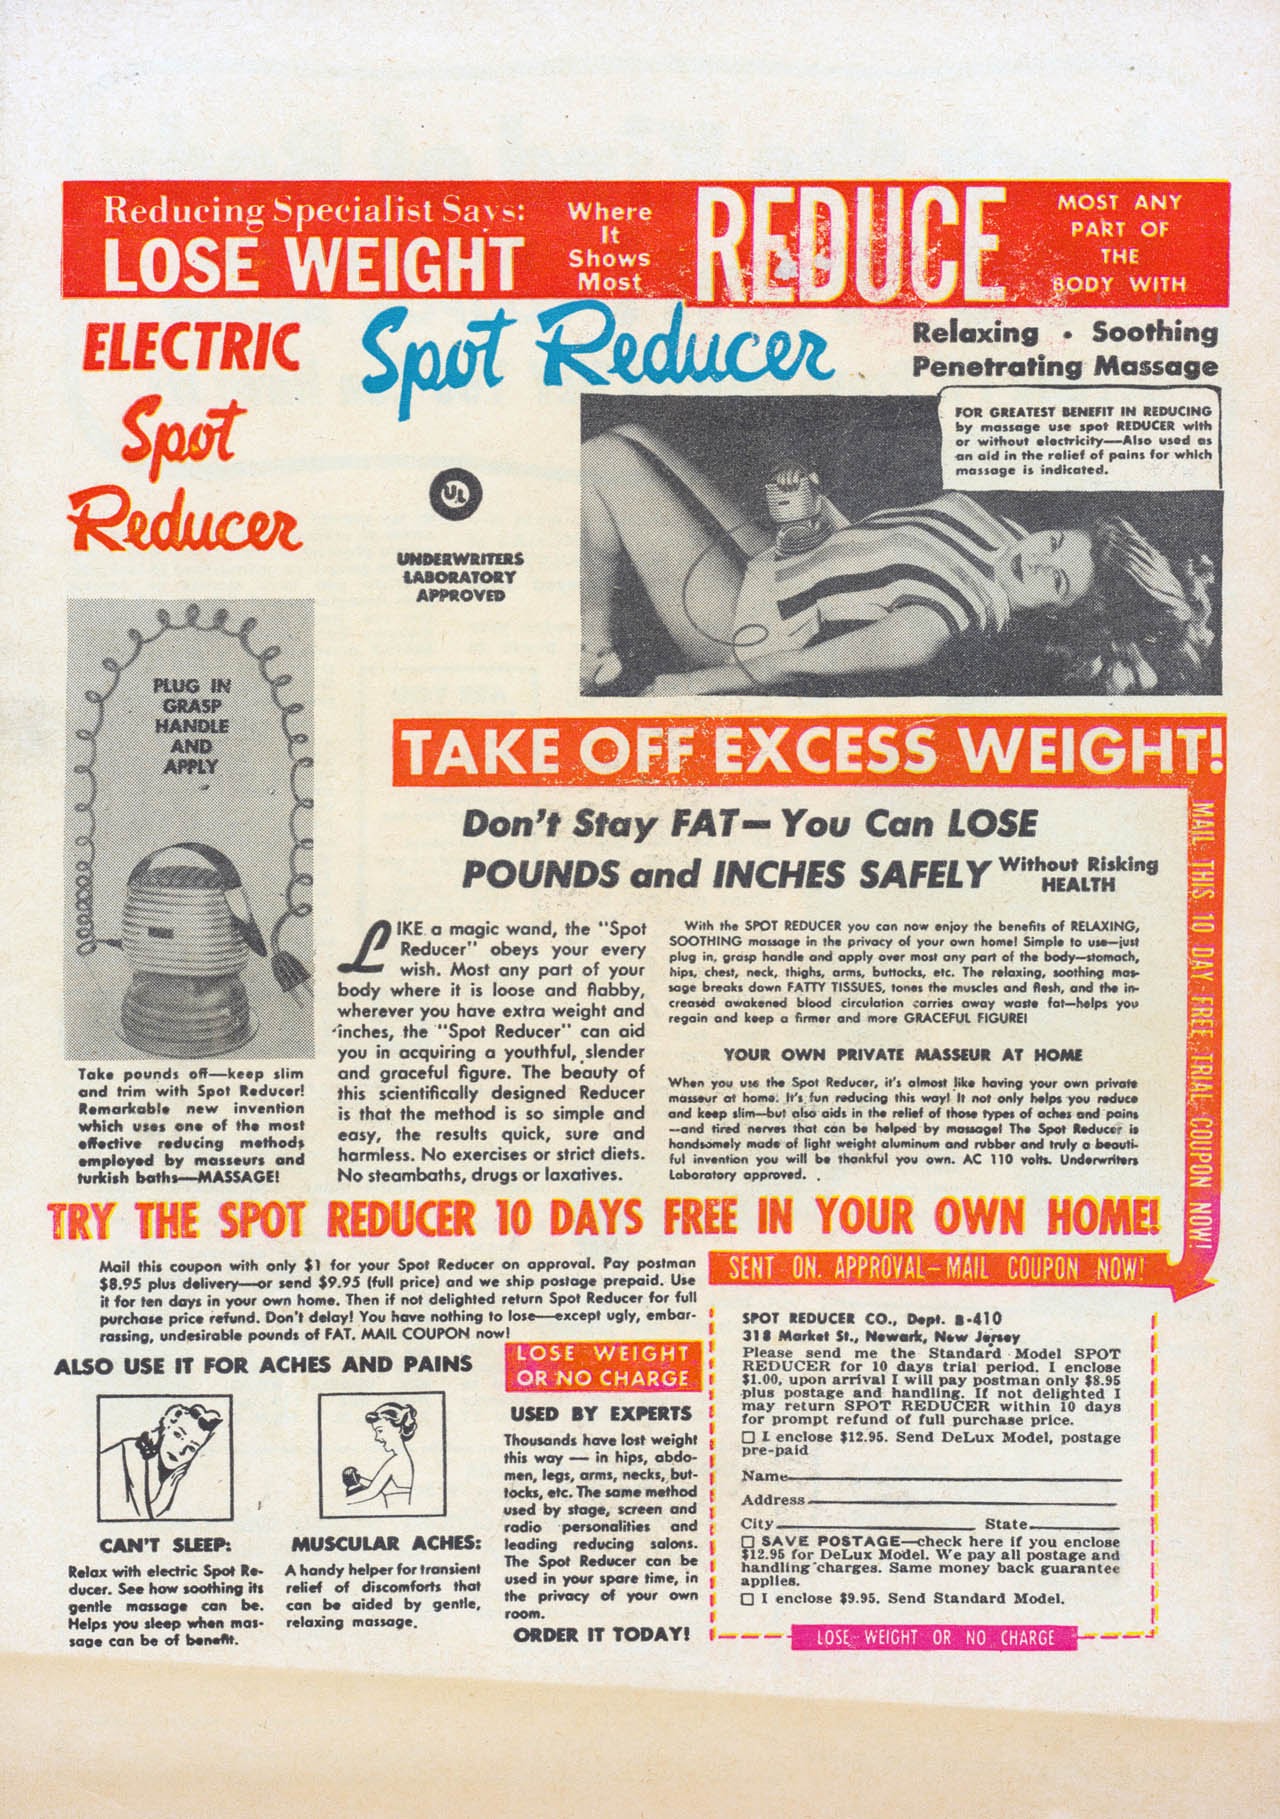 Reducing Specialist Says:
LOSE WEIGHT
Where
It
Shows
Most
REDUCE
MOST ANY
PART OF
THE
BODY WITH
ELECTRIC
Spot
Reducer
Spot Reducer
Relaxing • Soothing
Penetrating Massage
FOR GREATEST BENEFIT IN REDUCING
by massage use spot REDUCER with
or without electricity—Also used as
an aid in the relief of pains for which
massage is indicated.
UL
UNDERWRITERS
LABORATORY
APPROVED
PLUG IN
GRASP
HANDLE
AND
APPLY
TAKE OFF EXCESS WEIGHT!
MAIL THIS 10 DAY FREE TRIAL COUPON NOW!
Don't Stay FAT— You Can LOSE
POUNDS and INCHES SAFELY Without Risking
HEALTH
Take pounds off—keep slim
and trim with Spot Reducer!
Remarkable new invention
which uses one of the most
effective reducing methods
employed by masseurs and
turkish baths—MASSAGE!
LIKE a magic wand, the "Spot
Reducer" obeys your every
wish. Most any part of your
body where it is loose and flabby,
wherever you have extra weight and
inches, the "Spot Reducer" can aid
you in acquiring a youthful, slender
and graceful figure. The beauty of
this scientifically designed Reducer
is that the method is so simple and
easy, the results quick, sure and
harmless. No exercises or strict diets.
No steambaths, drugs or laxatives.
With the SPOT REDUCER you can now enjoy the benefits of RELAXING,
SOOTHING massage in the privacy of your own home! Simple to use—just
plug in, grasp handle and apply over most any part of the body—stomach,
hips, chest, neck, thighs, arms, buttocks, etc. The relaxing, soothing mas-
sage breaks down FATTY TISSUES, tones the muscles and flesh, and the in-
creased awakened blood circulation carries away waste fat—helps you
regain and keep a firmer and more GRACEFUL FIGURE!
YOUR OWN PRIVATE MASSEUR AT HOME
When you use the Spot Reducer, it's almost like having your own private
masseur at home. It's fun reducing this way! It not only helps you reduce
and keep slim—but also aids in the relief of those types of aches and pains
—and tired nerves that can be helped by massage! The Spot Reducer is
handsomely made of light weight aluminum and rubber and truly a beauti-
ful invention you will be thankful you own. AC 110 volts. Underwriters
Laboratory approved.
TRY THE SPOT REDUCER 10 DAYS FREE IN YOUR OWN HOME!
Mail this coupon with only $1 for your Spot Reducer on approval. Pay postman
$8.95 plus delivery—or send $9.95 (full price) and we ship postage prepaid. Use
it for ten days in your own home. Then if not delighted return Spot Reducer for full
purchase price refund. Don't delay! You have nothing to lose—except ugly, embar-
rassing, undesirable pounds of FAT. MAIL COUPON now!
ALSO USE IT FOR ACHES AND PAINS
CAN'T SLEEP:
Relax with electric Spot Re-
ducer. See how soothing its
gentle massage can be.
Helps you sleep when mas-
sage can be of benefit.
MUSCULAR ACHES:
A handy helper for transient
relief of discomforts that
can be aided by gentle,
relaxing massage.
LOSE WEIGHT
OR NO CHARGE
USED BY EXPERTS
Thousands have lost weight
this way — in hips, abdo-
men, legs, arms, necks, but-
tocks, etc. The same method
used by stage, screen and
radio personalities and
leading reducing salons.
The Spot Reducer can be
used in your spare time, in
the privacy of your own
room.
ORDER IT TODAY!
SENT ON APPROVAL—MAIL COUPON NOW!
SPOT REDUCER CO., Dept. B-410
318 Market St., Newark, New Jersey
Please send me the Standard Model SPOT
REDUCER for 10 days trial period. I enclose
$1.00, upon arrival I will pay postman only $8.95
plus postage and handling. If not delighted I
may return SPOT REDUCER within 10 days
for prompt refund of full purchase price.
☐ I enclose $12.95. Send DeLux Model, postage
pre-paid
Name
Address
City State
☐ SAVE POSTAGE—check here if you enclose
$12.95 for DeLux Model. We pay all postage and
handling charges. Same money back guarantee
applies.
☐ I enclose $9.95. Send Standard Model.
LOSE WEIGHT OR NO CHARGE